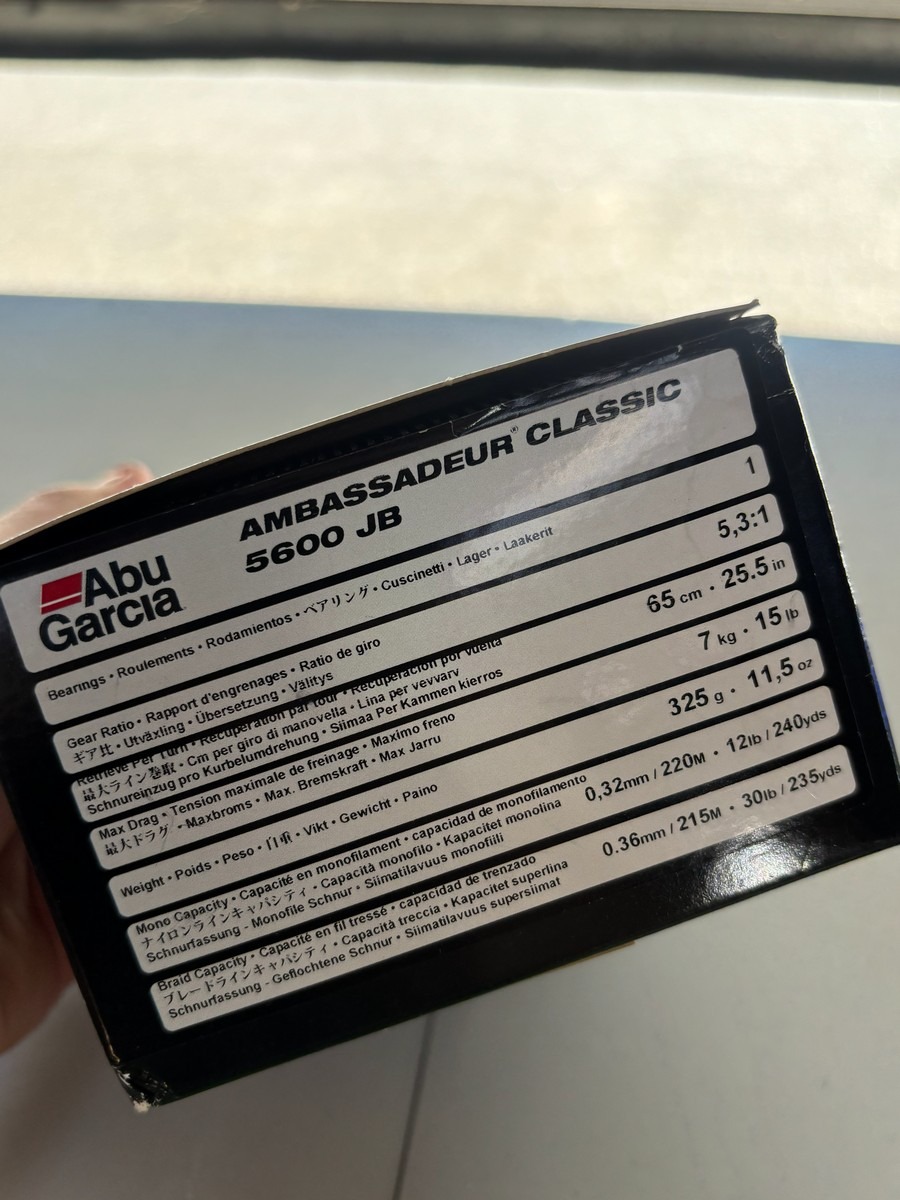 Abu
Garcia
AMBASSADEUR® CLASSIC
5600 JB
Bearings • Roulements • Rodamientos • ベアリング • Cuscinetti • Lager • Laakerit
1
Gear Ratio • Rapport d'engrenages • Ratio de giro
ギア比 • Utväxling • Übersetzung • Välitys
5,3:1
Retrieve Per Turn • Récupération par tour • Recuperación por vuelta
最大ライン巻取 • Cm per giro di manovella • Lina per vevvarv
Schnureinzug pro Kurbelumdrehung • Siimaa Per Kammen kierros
65 cm • 25.5 in
Max Drag • Tension maximale de freinage • Maximo freno
最大ドラグ • Maxbroms • Max. Bremskraft • Max Jarru
7 kg • 15 lb
Weight • Poids • Peso • 自重 • Vikt • Gewicht • Paino
325 g • 11,5 oz
Mono Capacity • Capacité en monofilament • capacidad de monofilamento
ナイロンラインキャパシティ • Capacità monofilo • Kapacitet monolina
Schnurfassung - Monofile Schnur • Siimatilavuus monofiili
0,32mm / 220M • 12lb / 240yds
Braid Capacity • Capacité en fil tressé • capacidad de trenzado
ブレードラインキャパシティ • Capacità treccia • Kapacitet superlina
Schnurfassung - Geflochtene Schnur • Siimatilavuus supersiimat
0.36mm / 215M • 30lb / 235yds